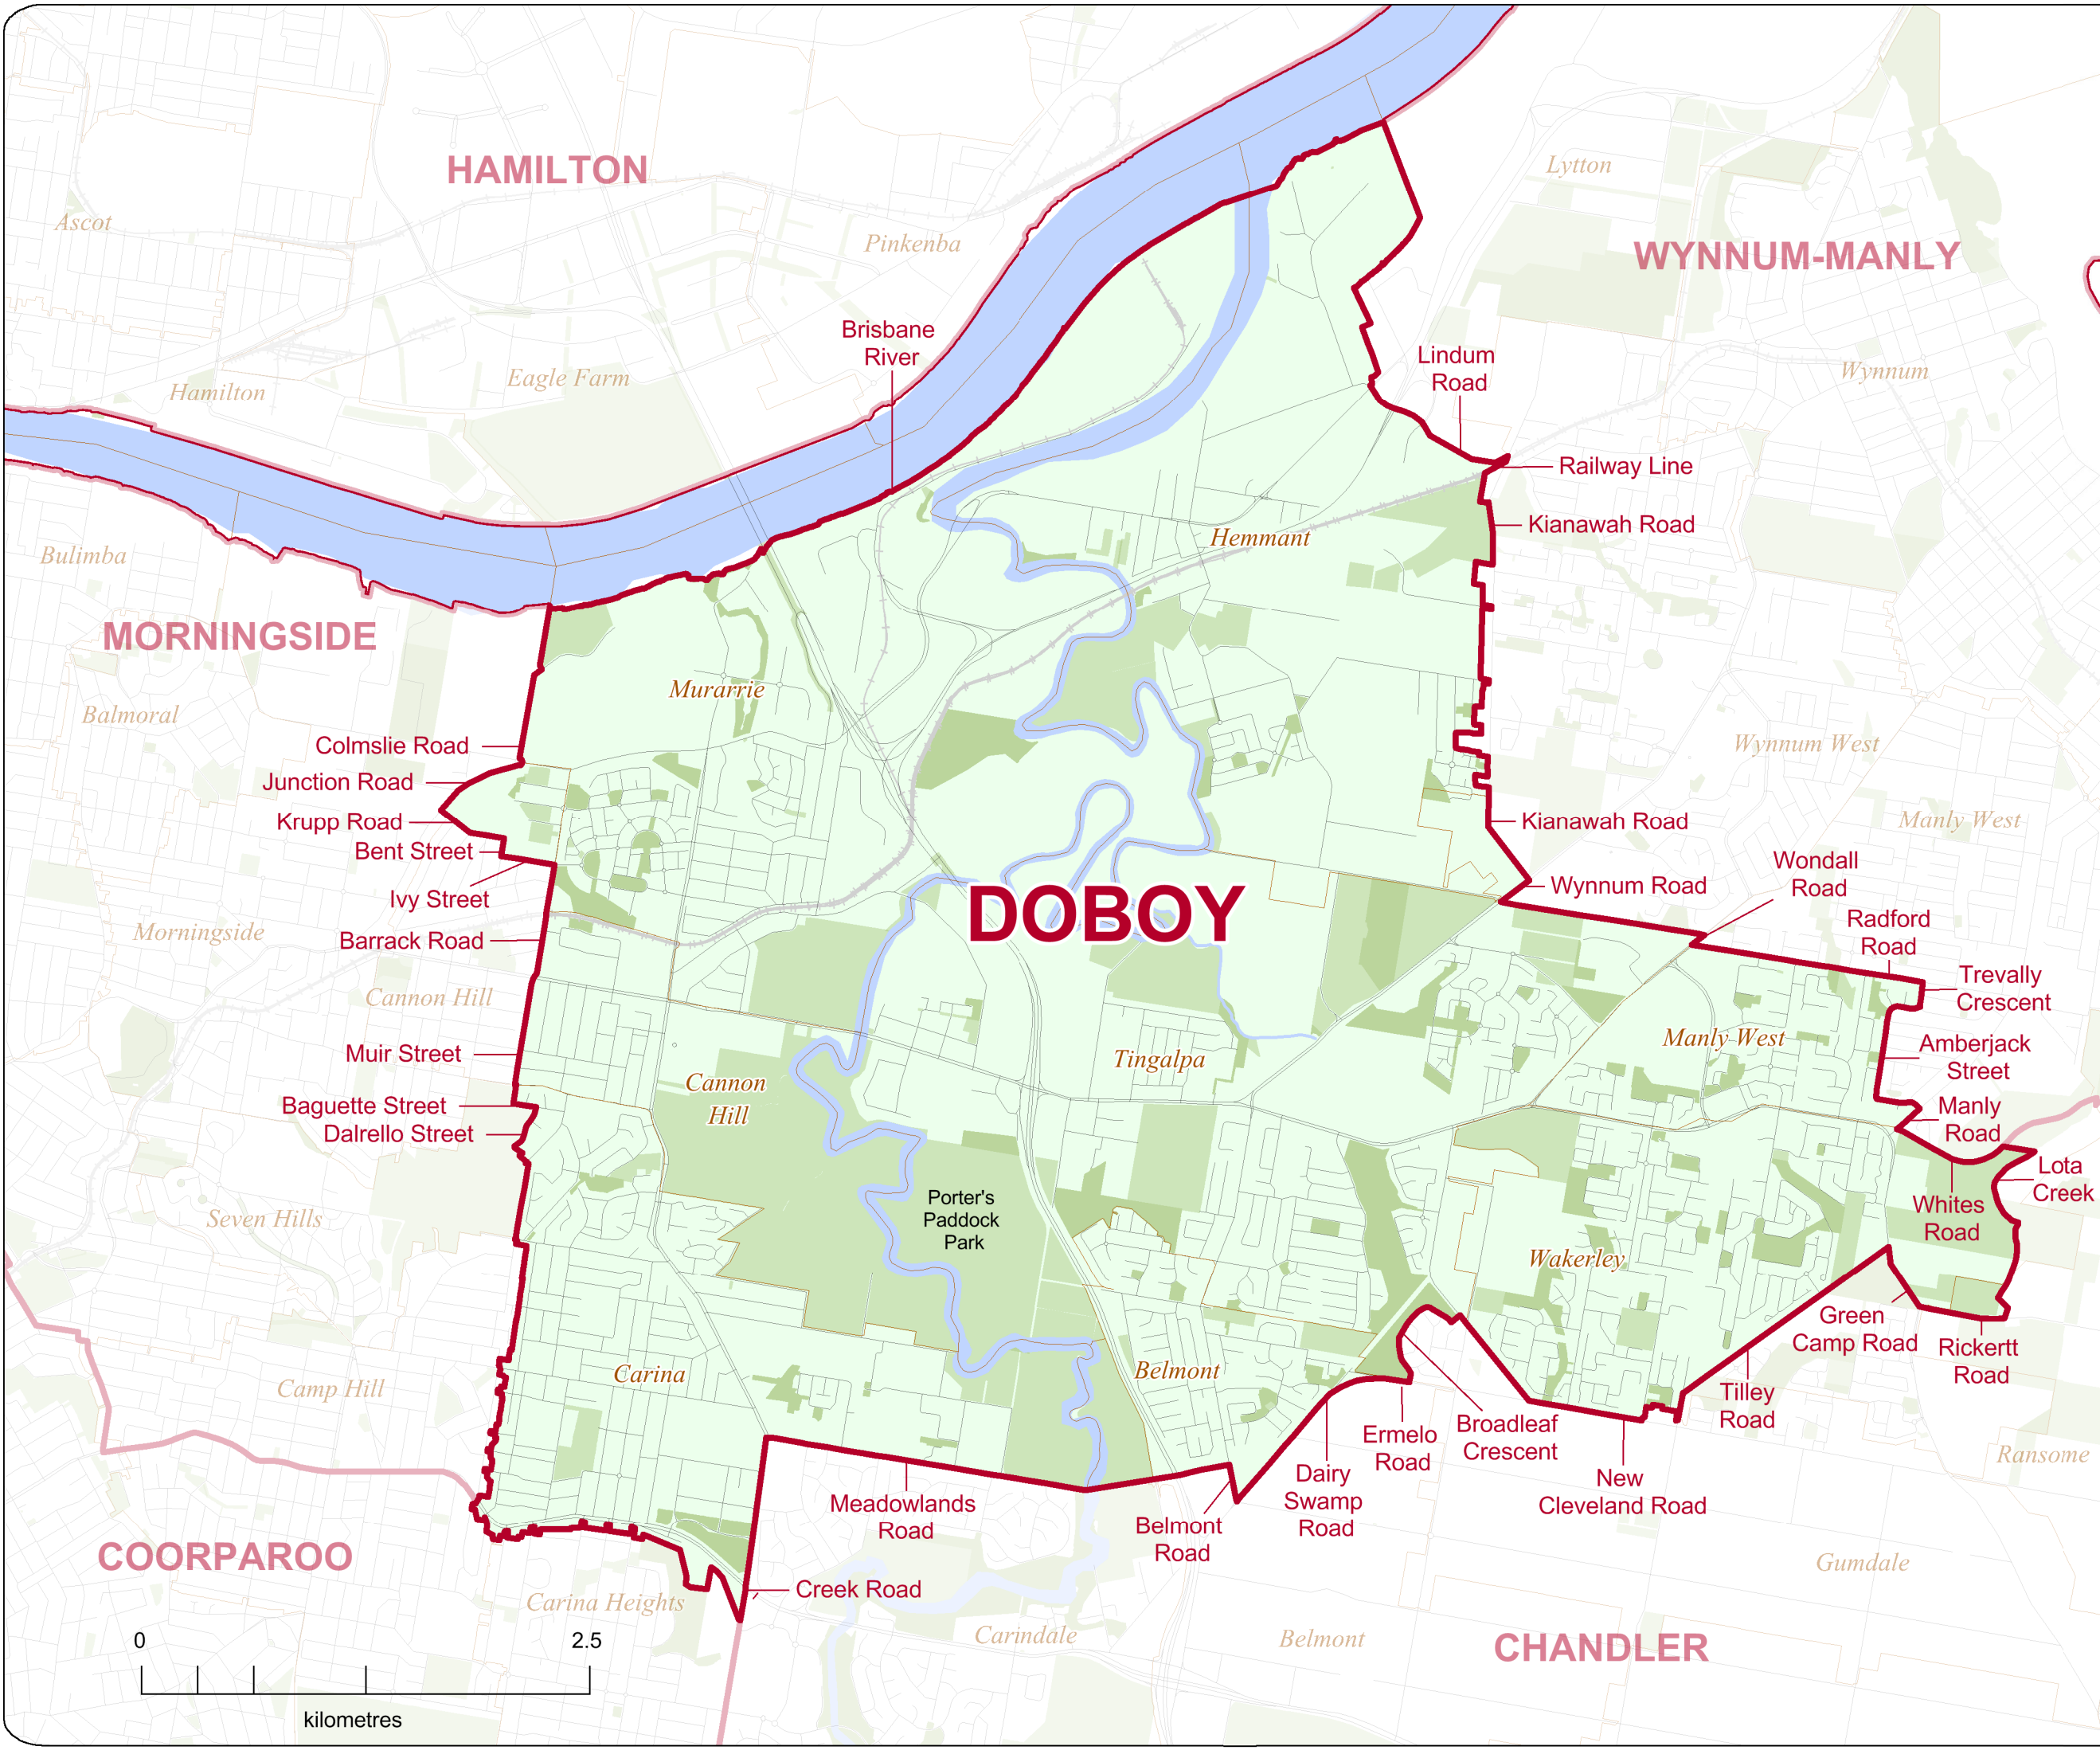 HAMILTON
Lytton
Ascot
Pinkenba
WYNNUM-MANLY
Brisbane
River
Lindum
Road
Wynnum
Hamilton
Eagle Farm
Railway Line
Kianawah Road
Hemmant
Bulimba
MORNINGSIDE
Murarrie
Balmoral
Wynnum West
Colmslie Road
Junction Road
Krupp Road
Kianawah Road
Manly West
Bent Street
Wondall
Road
Ivy Street
Wynnum Road
DOBOY
Radford
Road
Morningside
Barrack Road
Trevally
Crescent
Cannon Hill
Muir Street
Manly West
Amberjack
Street
Tingalpa
Cannon
Hill
Baguette Street
Dalrello Street
Manly
Road
Lota
Creek
Porter's
Paddock
Park
Whites
Road
Seven Hills
Wakerley
Green
Camp Road
Rickertt
Road
Carina
Belmont
Camp Hill
Tilley
Road
Broadleaf
Crescent
Ermelo
Road
Ransome
Dairy
Swamp
Road
New
Cleveland Road
Meadowlands
Road
Belmont
Road
COORPAROO
Gumdale
Creek Road
Carina Heights
Carindale
Belmont
CHANDLER
0 2.5
kilometres